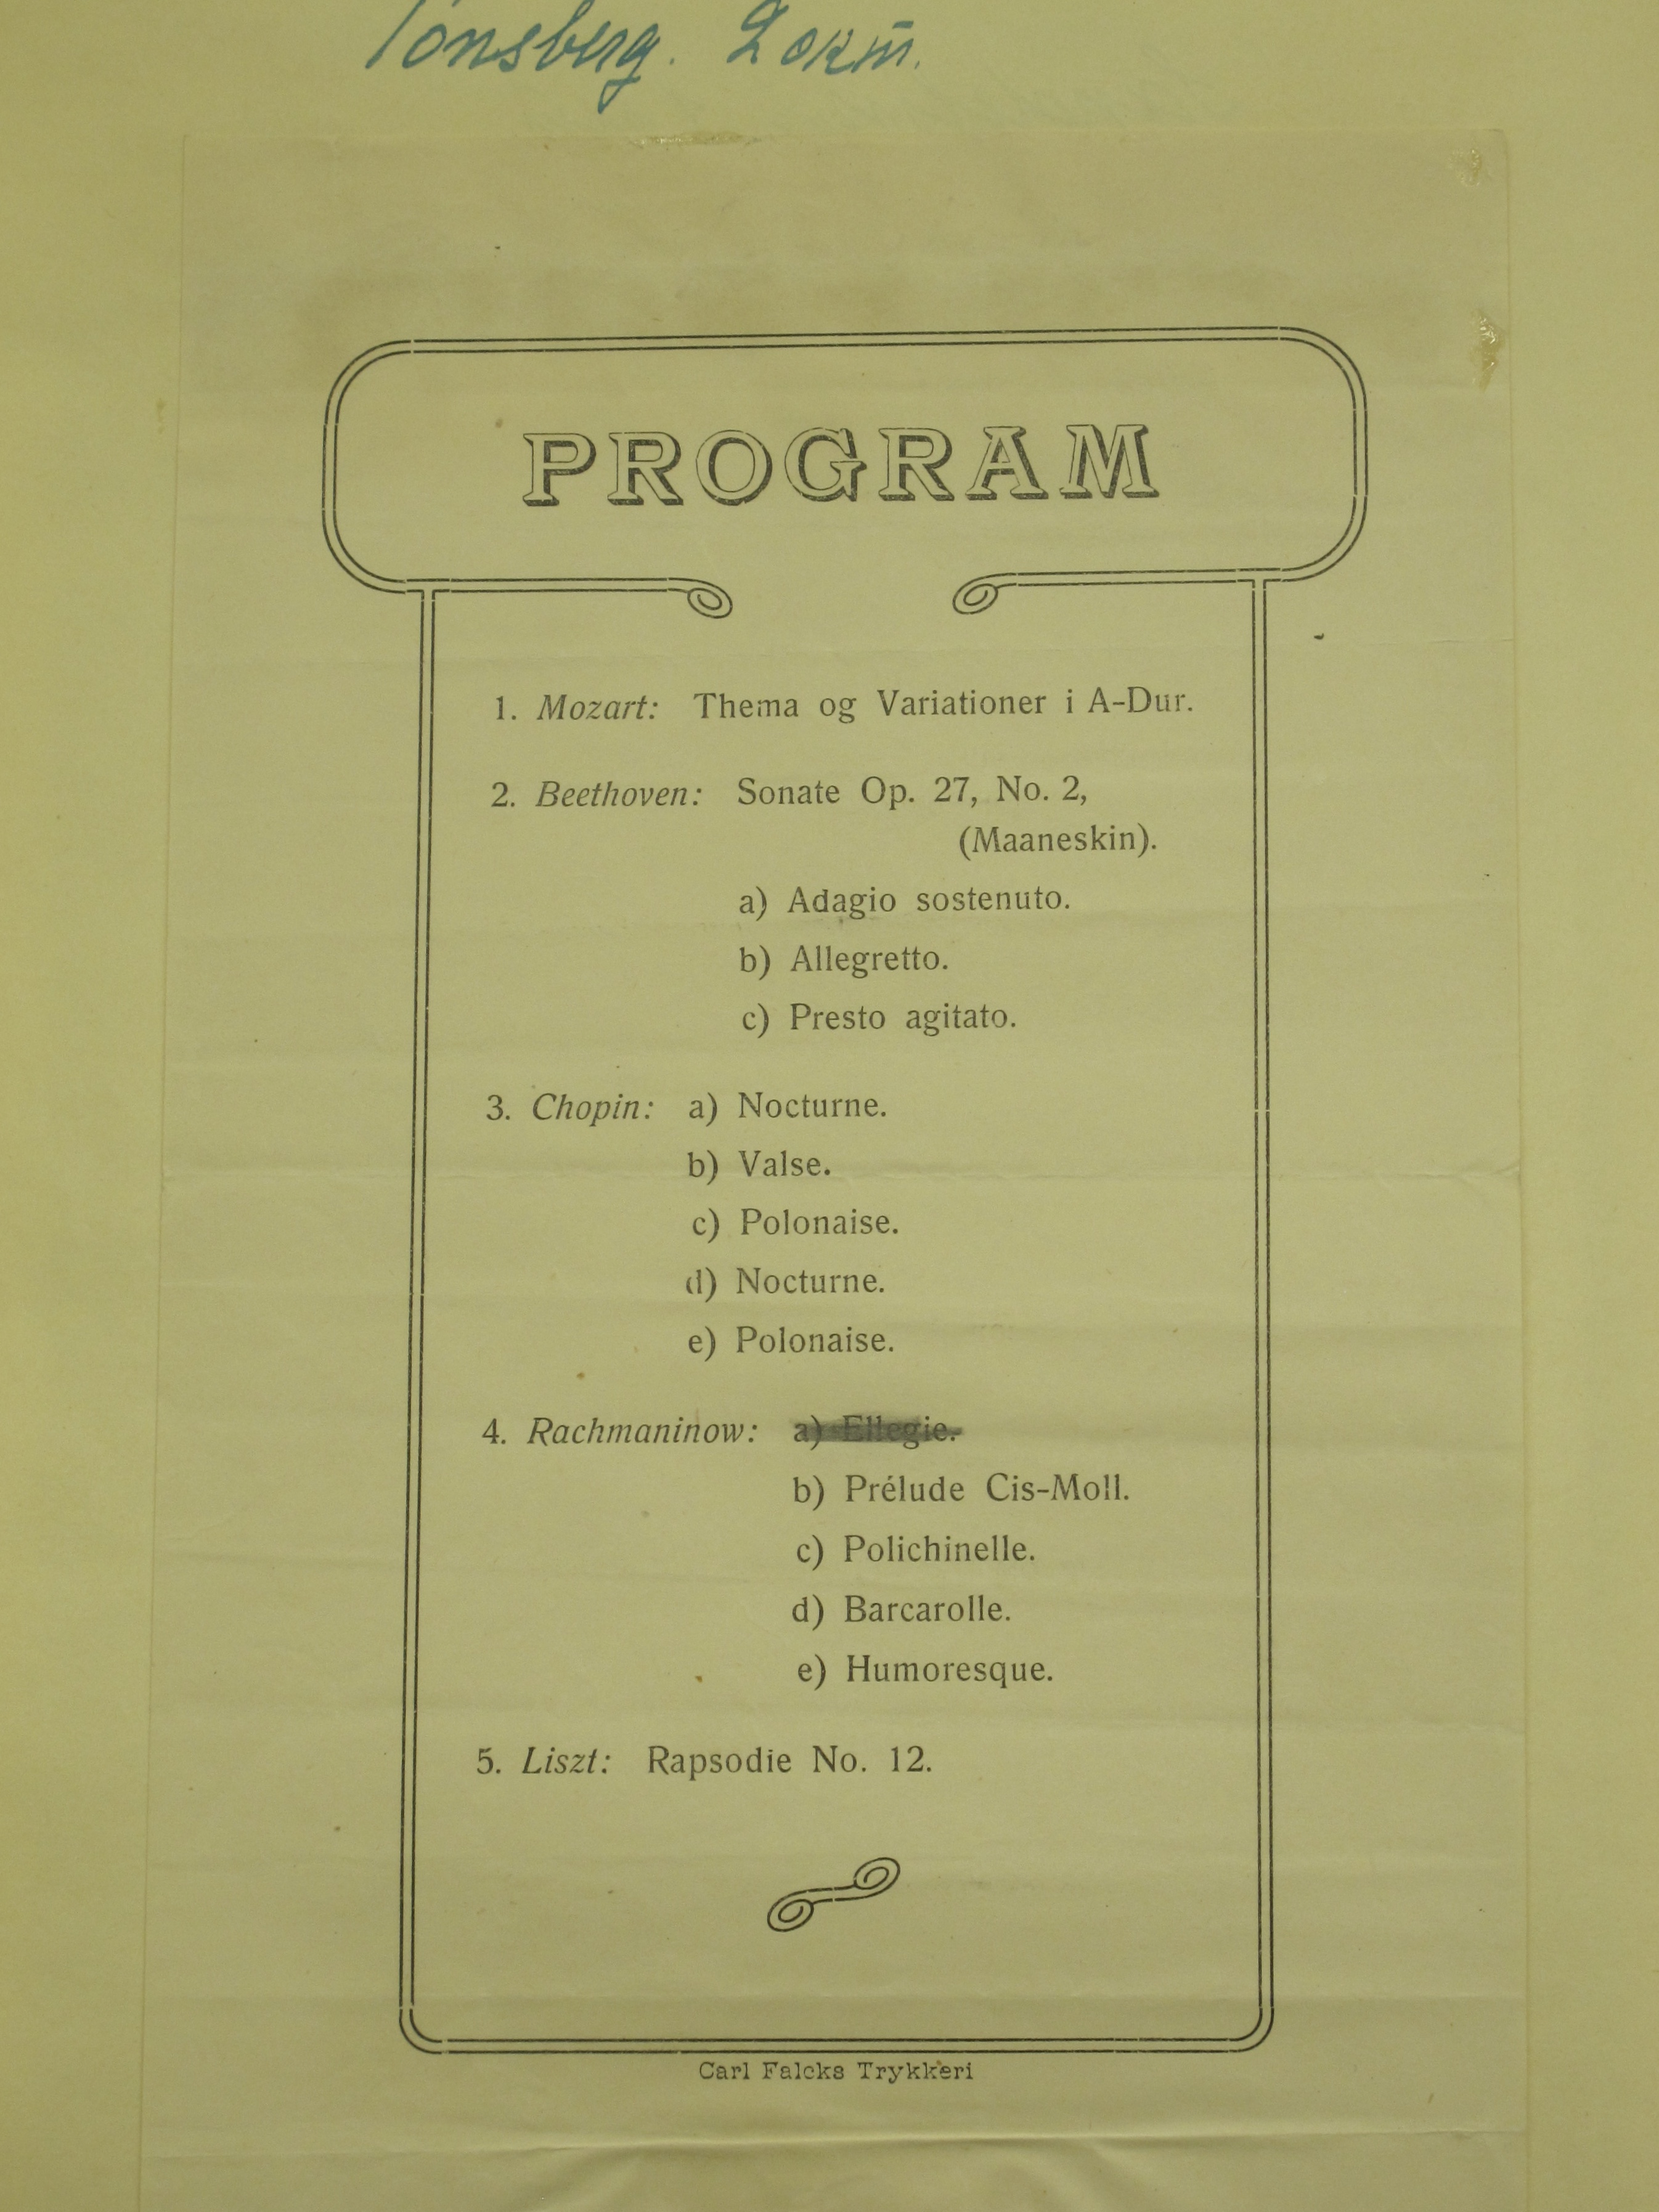 Tønsberg. Lokm.
PROGRAM
1. Mozart: Thema og Variationer i A-Dur.
2. Beethoven: Sonate Op. 27, No. 2,
(Maaneskin).
a) Adagio sostenuto.
b) Allegretto.
c) Presto agitato.
3. Chopin: a) Nocturne.
b) Valse.
c) Polonaise.
d) Nocturne.
e) Polonaise.
4. Rachmaninow: a) Ellegie.
b) Prélude Cis-Moll.
c) Polichinelle.
d) Barcarolle.
e) Humoresque.
5. Liszt: Rapsodie No. 12.
Carl Falcks Trykkeri